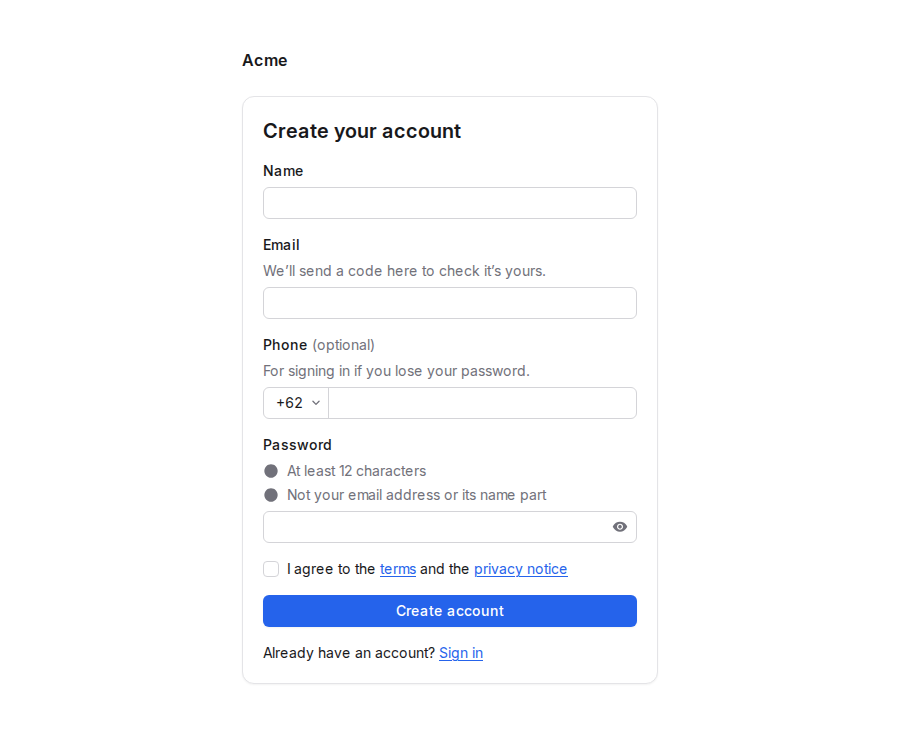 Acme
Create your account
Name
Email
We’ll send a code here to check it’s yours.
Phone (optional)
For signing in if you lose your password.
+62
Password
At least 12 characters
Not your email address or its name part
I agree to the terms and the privacy notice
Create account
Already have an account? Sign in